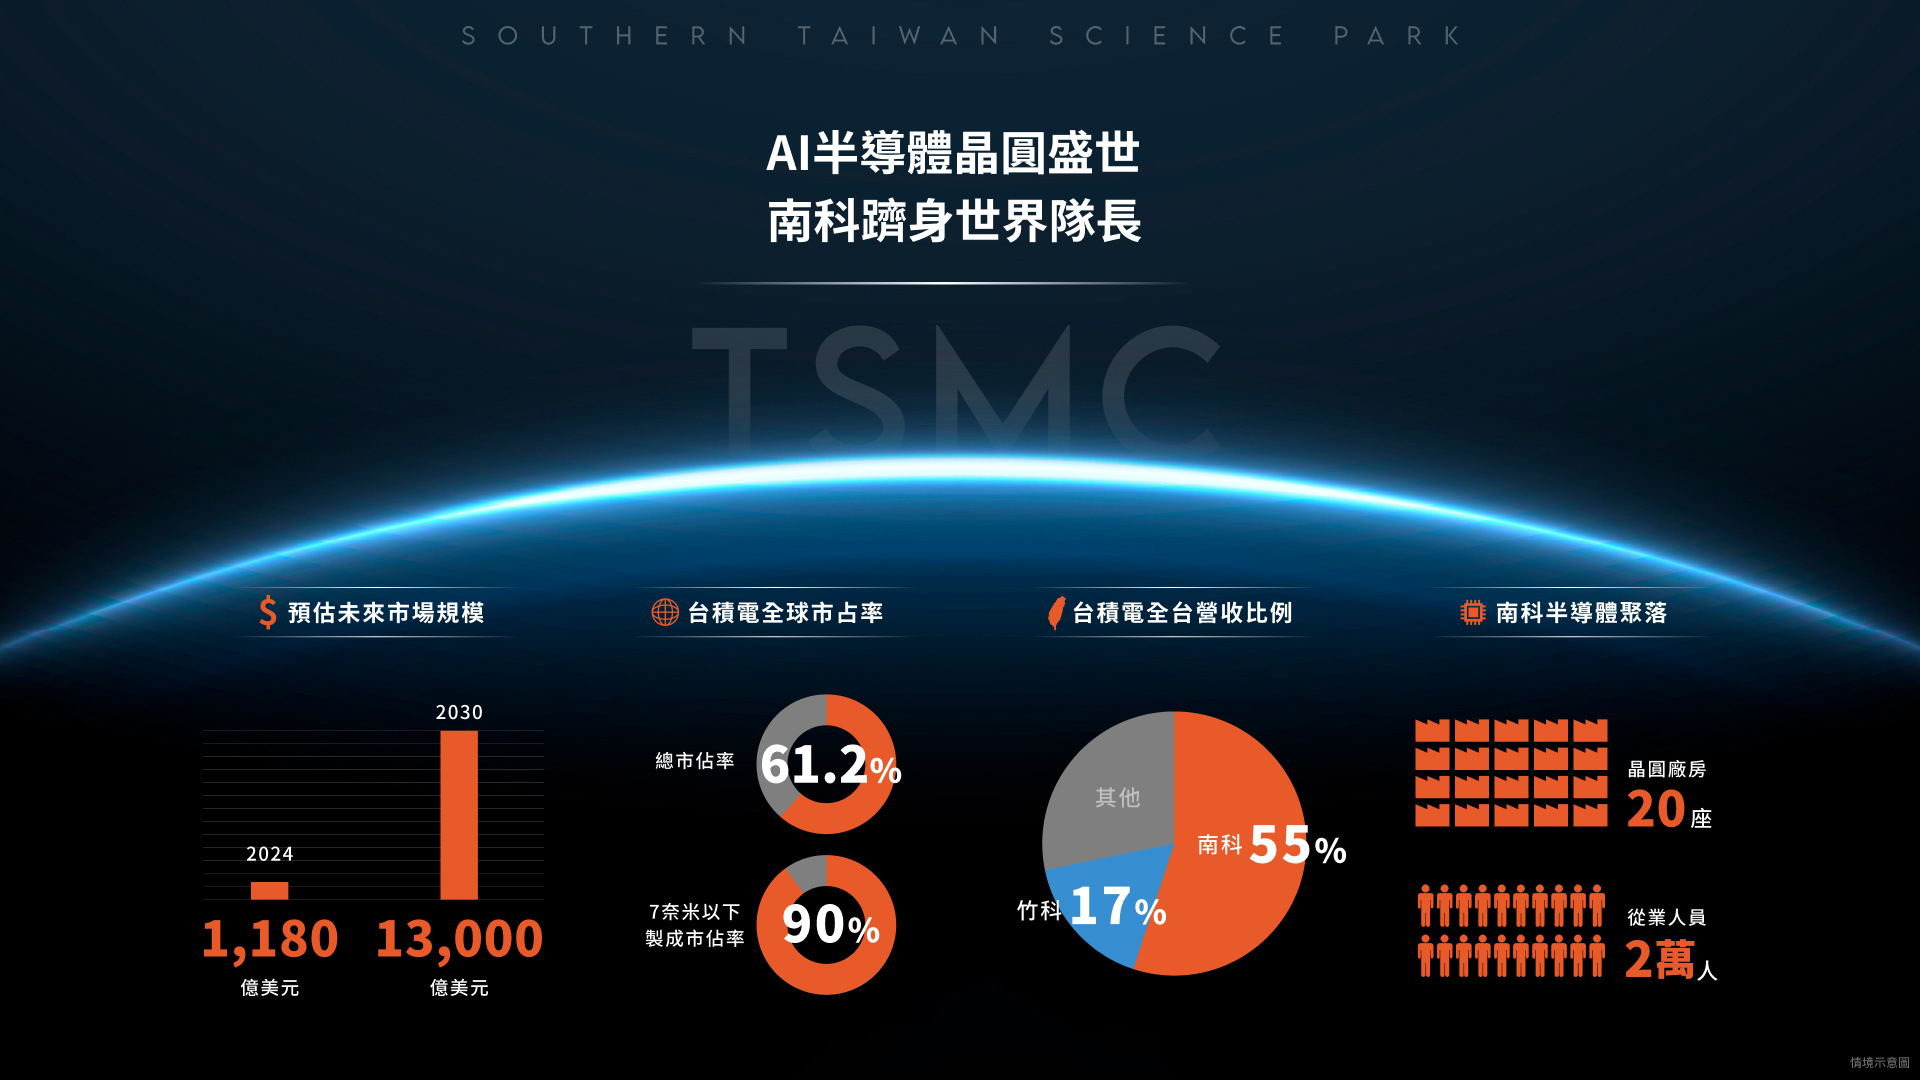 SOUTHERN TAIWAN SCIENCE PARK
AI半導體晶圓盛世
南科躋身世界隊長
TSMC
$ 預估未來市場規模
2024
2030
1,180
億美元
13,000
億美元
台積電全球市占率
總市佔率
61.2%
7奈米以下
製成市佔率
90%
台積電全台營收比例
其他
南科 55%
竹科 17%
南科半導體聚落
晶圓廠房
20座
從業人員
2萬人
情境示意圖